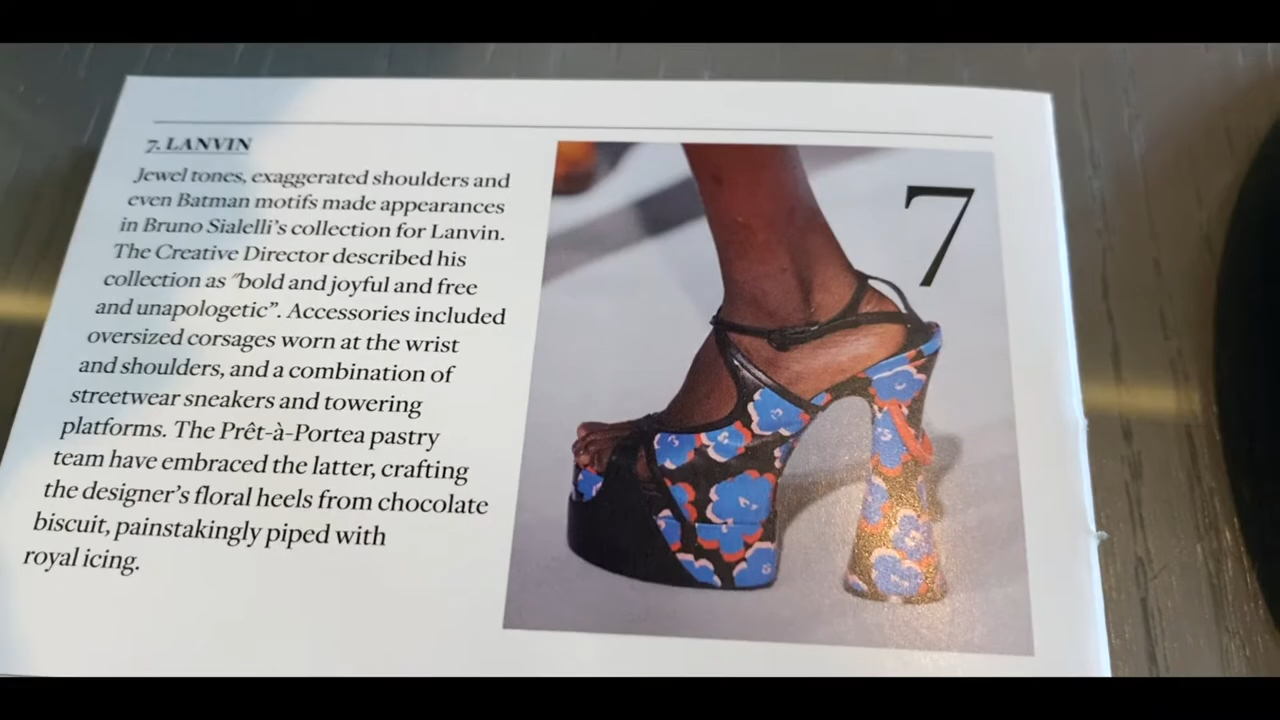 7. LANVIN
Jewel tones, exaggerated shoulders and
even Batman motifs made appearances
in Bruno Sialelli's collection for Lanvin.
The Creative Director described his
collection as "bold and joyful and free
and unapologetic”. Accessories included
oversized corsages worn at the wrist
and shoulders, and a combination of
streetwear sneakers and towering
platforms. The Prêt-à-Portea pastry
team have embraced the latter, crafting
the designer's floral heels from chocolate
biscuit, painstakingly piped with
royal icing.
7